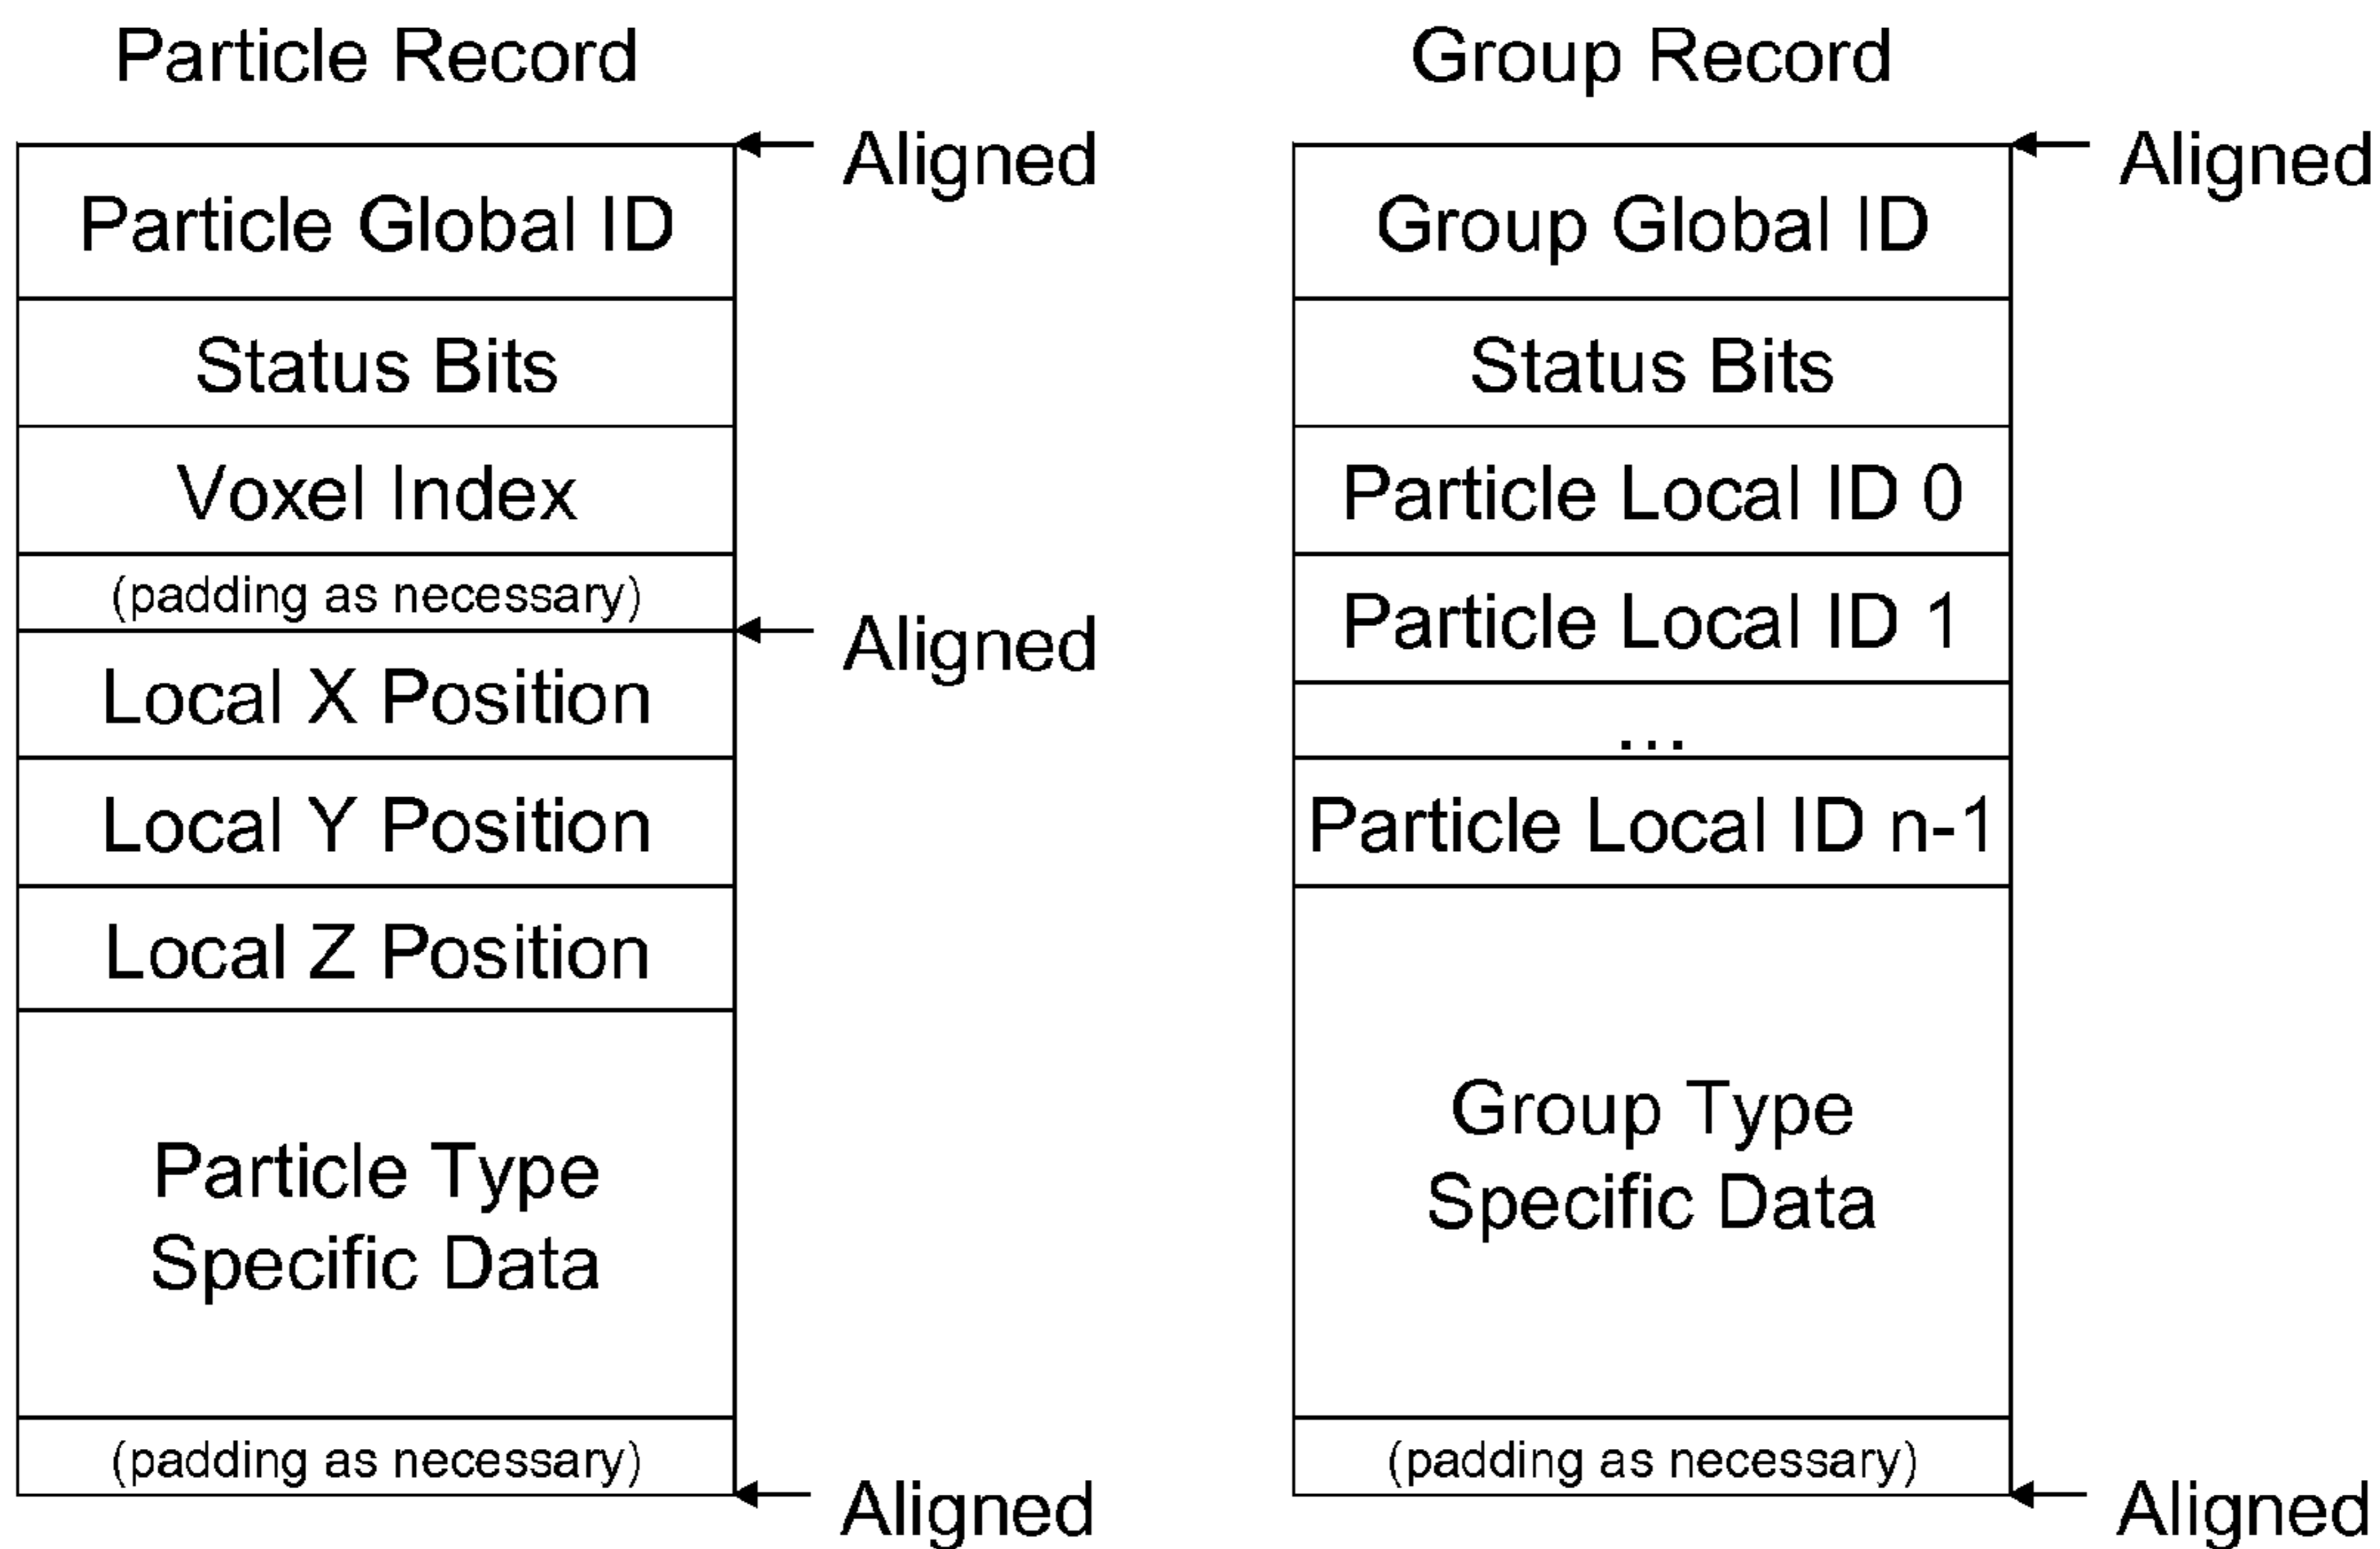 Particle Record
Aligned
Particle Global ID
Status Bits
Voxel Index
(padding as necessary)
Aligned
Local X Position
Local Y Position
Local Z Position
Particle Type
Specific Data
(padding as necessary)
Aligned
Group Record
Aligned
Group Global ID
Status Bits
Particle Local ID 0
Particle Local ID 1
...
Particle Local ID n-1
Group Type
Specific Data
(padding as necessary)
Aligned